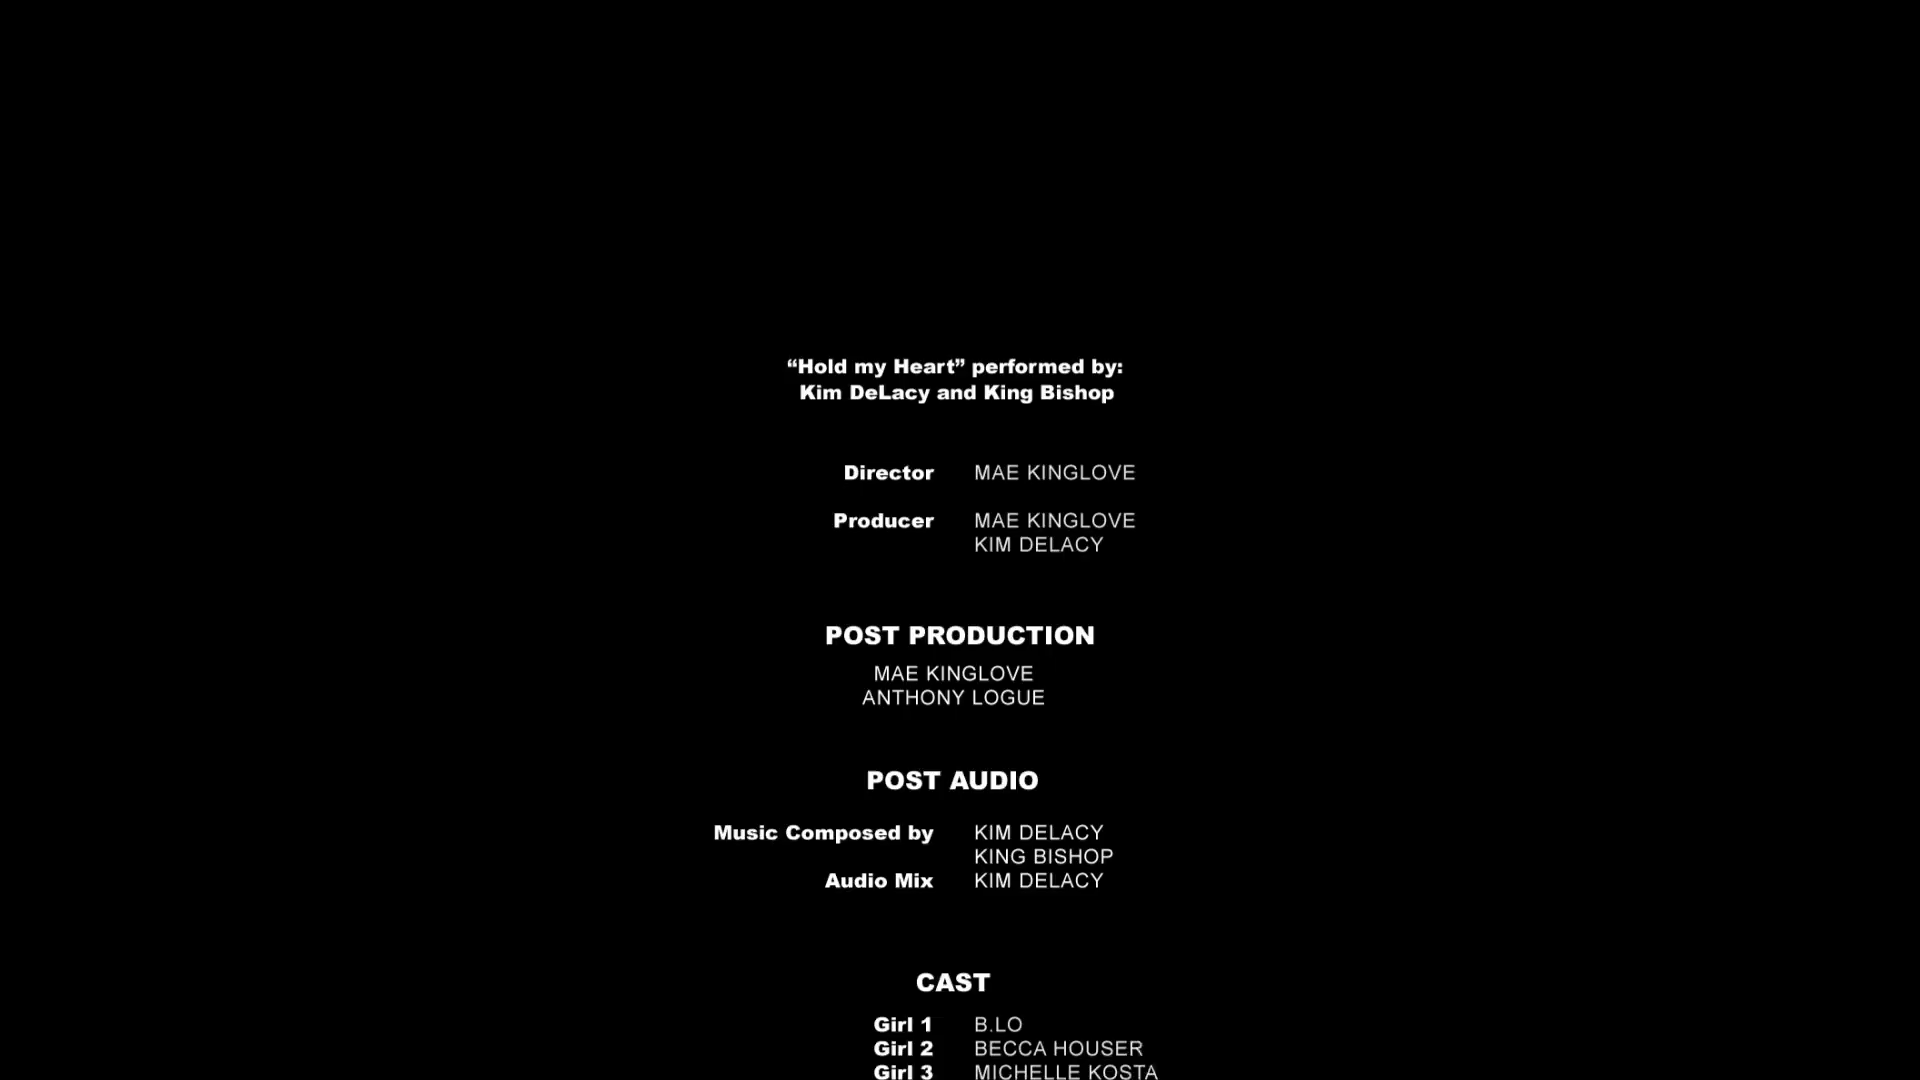 “Hold my Heart” performed by:
Kim DeLacy and King Bishop
Director MAE KINGLOVE
Producer MAE KINGLOVE
KIM DELACY
POST PRODUCTION
MAE KINGLOVE
ANTHONY LOGUE
POST AUDIO
Music Composed by KIM DELACY
KING BISHOP
Audio Mix KIM DELACY
CAST
Girl 1 B.LO
Girl 2 BECCA HOUSER
Girl 3 MICHELLE KOSTA